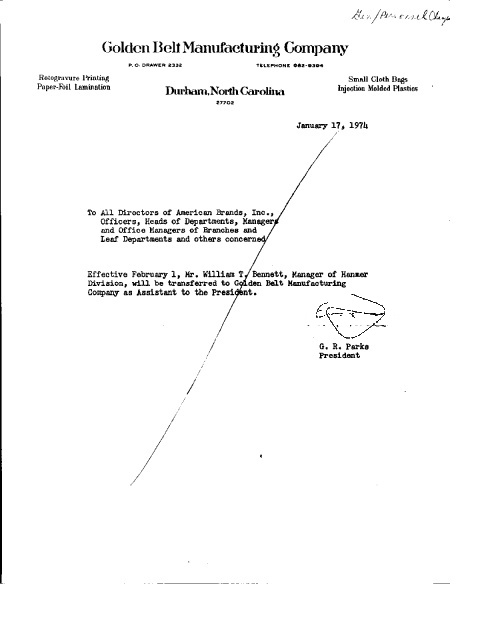 Gen/Personnel Chgs
Golden Belt Manufacturing Company
P.O. DRAWER 2332 TELEPHONE 682-9394
Rotogravure Printing
Paper-Foil Lamination
Small Cloth Bags
Injection Molded Plastics
Durham, North Carolina
27702
January 17, 1974
To All Directors of American Brands, Inc.,
Officers, Heads of Departments, Managers
and Office Managers of Branches and
Leaf Departments and others concerned
Effective February 1, Mr. William T. Bennett, Manager of Hanmer
Division, will be transferred to Golden Belt Manufacturing
Company as Assistant to the President.
G. R. Parks
President